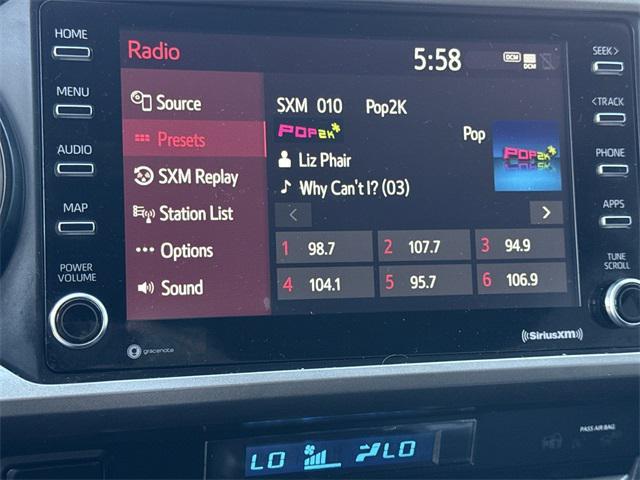 HOME
Radio
5:58
DCM
DCM
SEEK >
MENU
Source
SXM 010 Pop2K
< TRACK
Presets
POP2K
Pop
POP2K
AUDIO
Liz Phair
PHONE
SXM Replay
Why Can't I? (03)
MAP
Station List
< >
APPS
Options
1 98.7 2 107.7 3 94.9
POWER
VOLUME
TUNE
SCROLL
Sound
4 104.1 5 95.7 6 106.9
gracenote
((SiriusXM))
PASS AIR BAG
LO LO